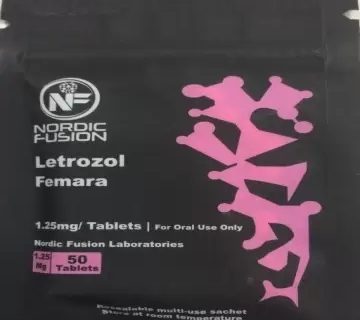 NF
NORDIC
FUSION
Letrozol
Femara
1.25mg/ Tablets | For Oral Use Only
Nordic Fusion Laboratories
1.25 Mg
50 Tablets
Resealable multi-use sachet
Store at room temperature